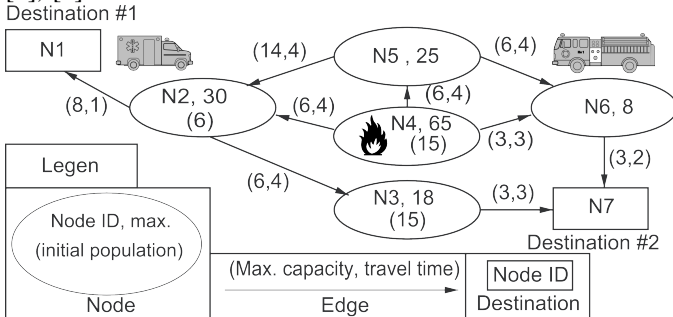 Destination #1
N1
(14,4)
N5 , 25
(6,4)
(8,1)
N2, 30
(6)
(6,4)
(6,4)
N4, 65
(15)
(3,3)
N6, 8
(3,2)
Legen
(6,4)
N3, 18
(15)
(3,3)
N7
Destination #2
Node ID, max.
(initial population)
Node
(Max. capacity, travel time)
Edge
Node ID
Destination